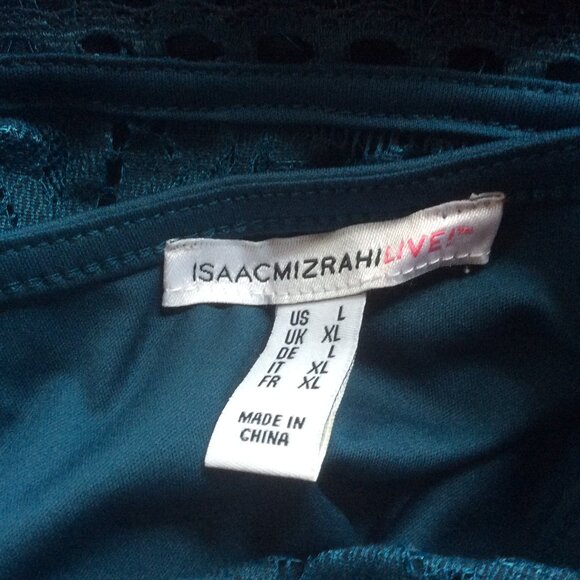 ISAACMIZRAHILIVE!™
US L
UK XL
DE L
IT XL
FR XL
MADE IN
CHINA